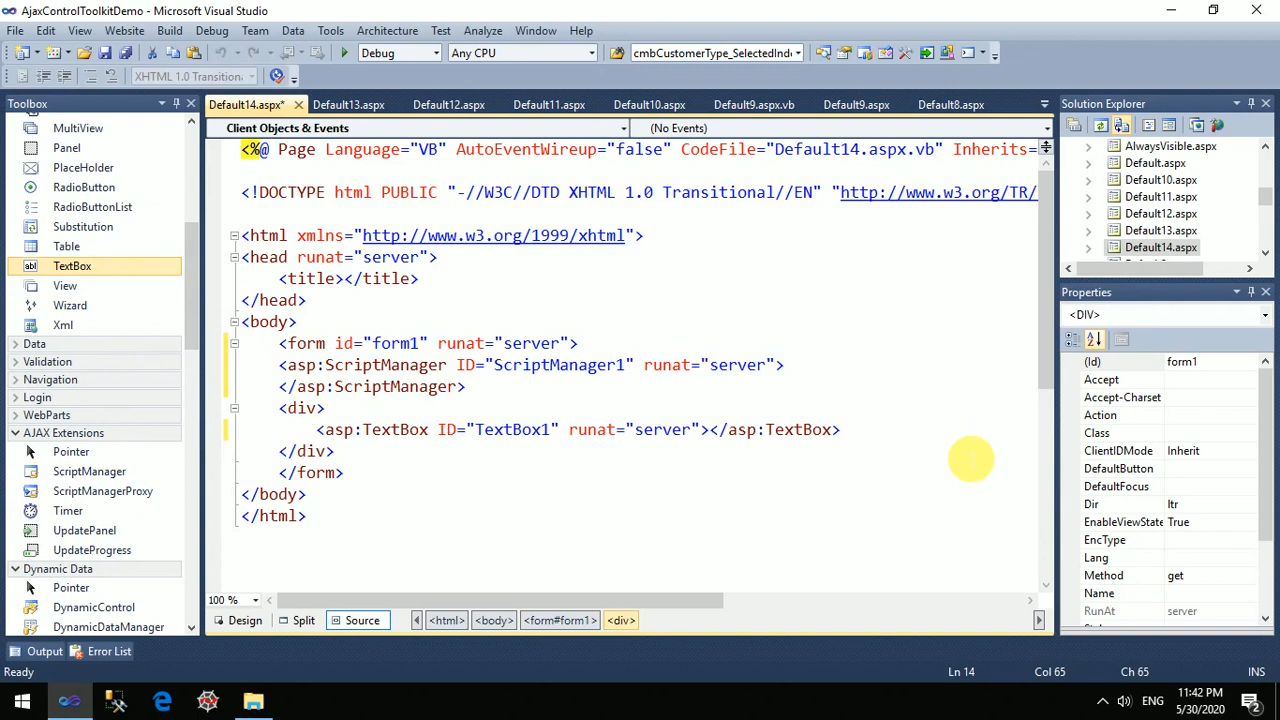 AjaxControlToolkitDemo - Microsoft Visual Studio
File Edit View Website Build Debug Team Data Tools Architecture Test Analyze Window Help
Debug Any CPU cmbCustomerType_SelectedInd
XHTML 1.0 Transition
Toolbox
MultiView
Panel
PlaceHolder
RadioButton
RadioButtonList
Substitution
Table
TextBox
View
Wizard
Xml
Data
Validation
Navigation
Login
WebParts
AJAX Extensions
Pointer
ScriptManager
ScriptManagerProxy
Timer
UpdatePanel
UpdateProgress
Dynamic Data
Pointer
DynamicControl
DynamicDataManager
Default14.aspx* Default13.aspx Default12.aspx Default11.aspx Default10.aspx Default9.aspx.vb Default9.aspx Default8.aspx
Client Objects & Events (No Events)
<%@ Page Language="VB" AutoEventWireup="false" CodeFile="Default14.aspx.vb" Inherits=
<!DOCTYPE html PUBLIC "-//W3C//DTD XHTML 1.0 Transitional//EN" "http://www.w3.org/TR/
<html xmlns="http://www.w3.org/1999/xhtml">
<head runat="server">
<title></title>
</head>
<body>
<form id="form1" runat="server">
<asp:ScriptManager ID="ScriptManager1" runat="server">
</asp:ScriptManager>
<div>
<asp:TextBox ID="TextBox1" runat="server"></asp:TextBox>
</div>
</form>
</body>
</html>
100 %
Design Split Source <html> <body> <form#form1> <div>
Solution Explorer
AlwaysVisible.aspx
Default.aspx
Default10.aspx
Default11.aspx
Default12.aspx
Default13.aspx
Default14.aspx
Properties
<DIV>
(Id) form1
Accept
Accept-Charset
Action
Class
ClientIDMode Inherit
DefaultButton
DefaultFocus
Dir ltr
EnableViewState True
EncType
Lang
Method get
Name
RunAt server
Output Error List
Ready Ln 14 Col 65 Ch 65 INS
ENG 11:42 PM
5/30/2020
2